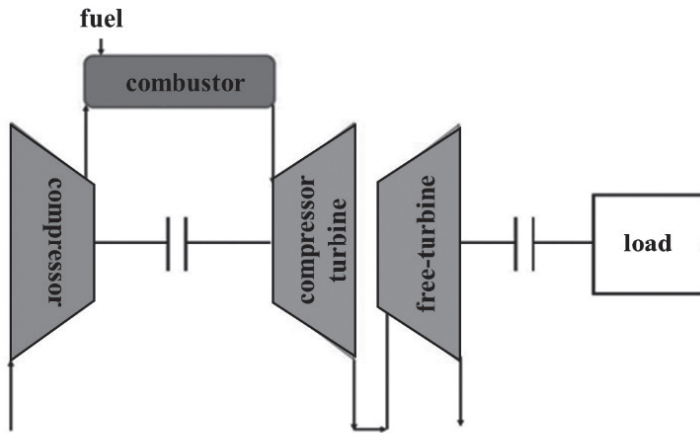 fuel
combustor
compressor
compressor
turbine
free-turbine
load